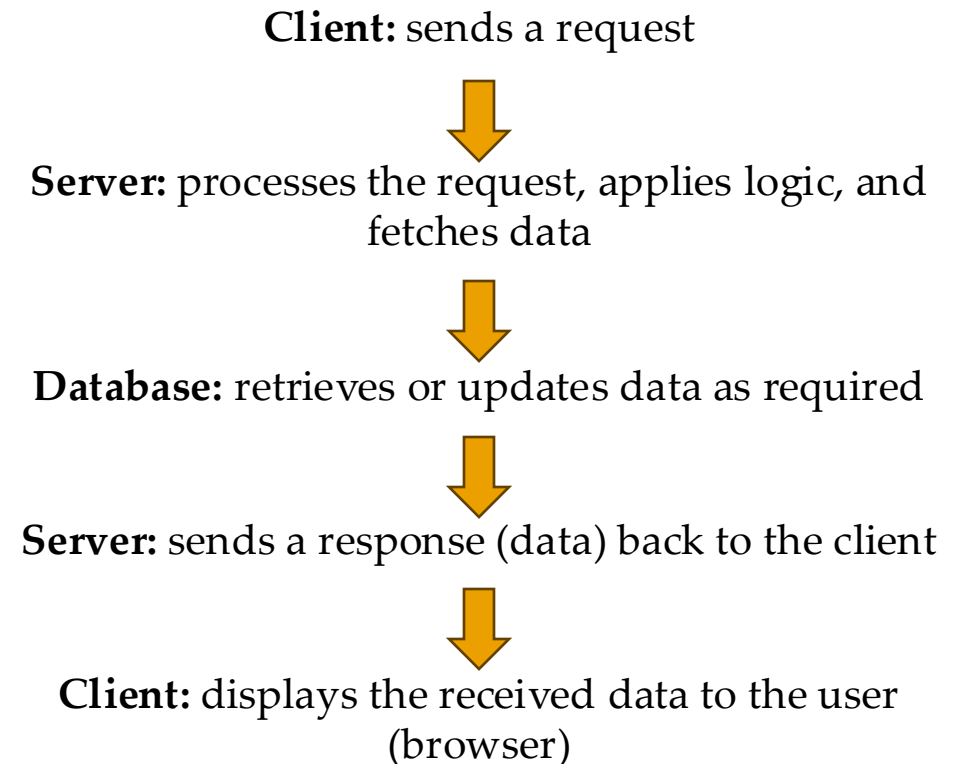 Client: sends a request
Server: processes the request, applies logic, and
fetches data
Database: retrieves or updates data as required
Server: sends a response (data) back to the client
Client: displays the received data to the user
(browser)